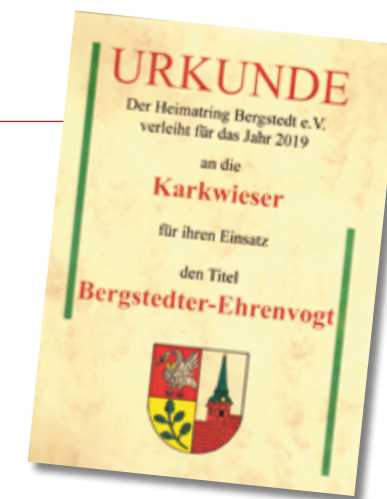 URKUNDE
Der Heimatring Bergstedt e.V.
verleiht für das Jahr 2019
an die
Karkwieser
für ihren Einsatz
den Titel
Bergstedter-Ehrenvogt